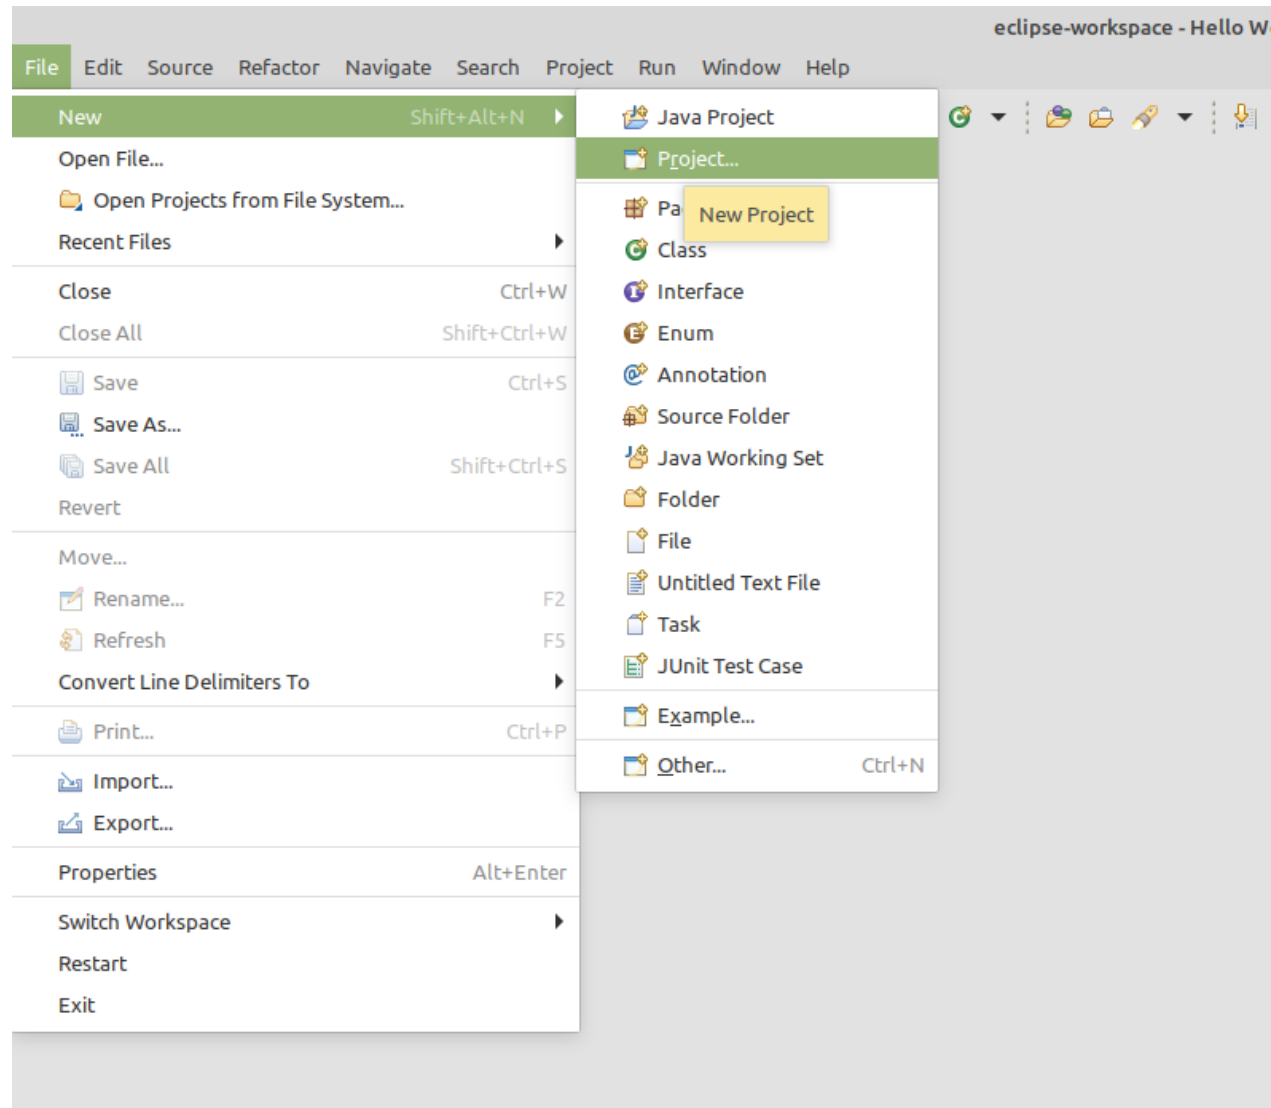 eclipse-workspace - Hello
File Edit Source Refactor Navigate Search Project Run Window Help
New Shift+Alt+N
Open File...
Open Projects from File System...
Recent Files
Close Ctrl+W
Close All Shift+Ctrl+W
Save Ctrl+S
Save As...
Save All Shift+Ctrl+S
Revert
Move...
Rename... F2
Refresh F5
Convert Line Delimiters To
Print... Ctrl+P
Import...
Export...
Properties Alt+Enter
Switch Workspace
Restart
Exit
Java Project
Project...
New Project
Class
Interface
Enum
Annotation
Source Folder
Java Working Set
Folder
File
Untitled Text File
Task
JUnit Test Case
Example...
Other... Ctrl+N